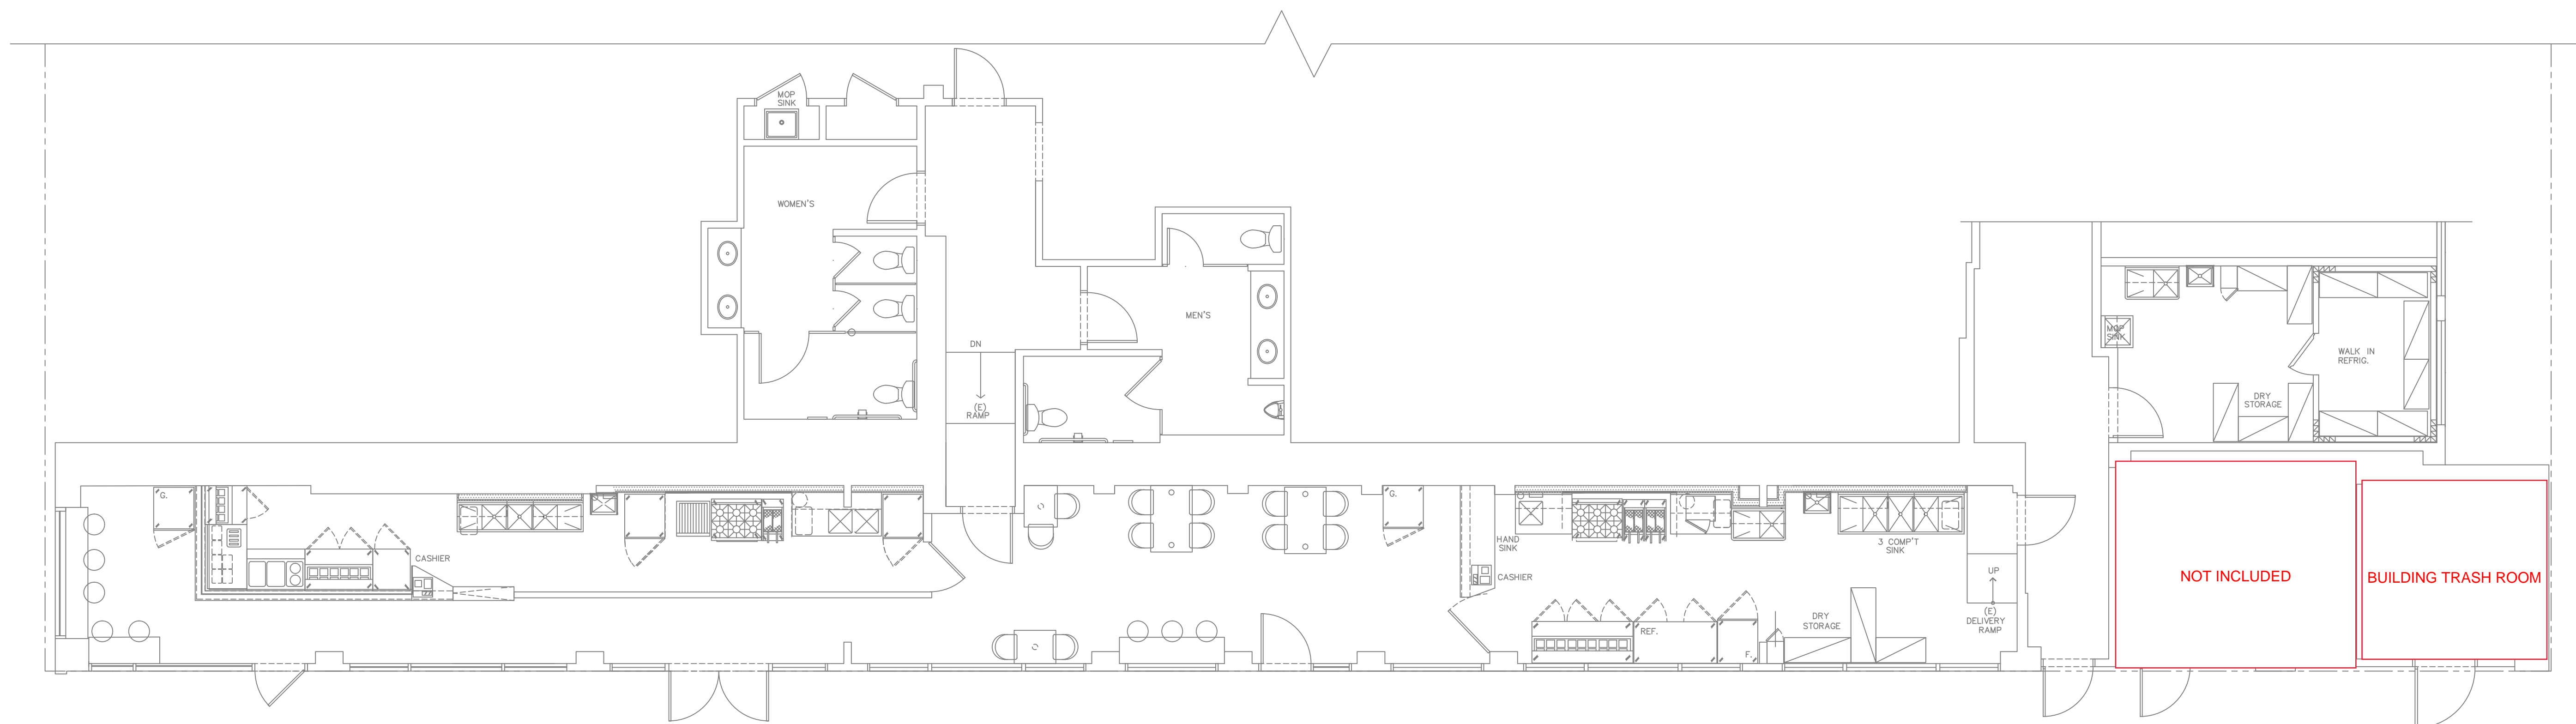 MOP
SINK
WOMEN'S
MEN'S
DN
(E)
RAMP
MOP
SINK
WALK IN
REFRIG.
DRY
STORAGE
G.
CASHIER
G.
HAND
SINK
CASHIER
3 COMP'T
SINK
UP
(E)
DELIVERY
RAMP
DRY
STORAGE
REF.
F.
NOT INCLUDED
BUILDING TRASH ROOM